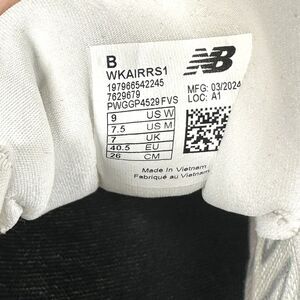 B
WKAIRRS1
197966542245
7629679
PWGGP4529 FVS
9 US W
7.5 US M
7 UK
40.5 EU
26 CM
NB
MFG: 03/2024
LOC: A1
Made in Vietnam
Fabriqué au Vietnam